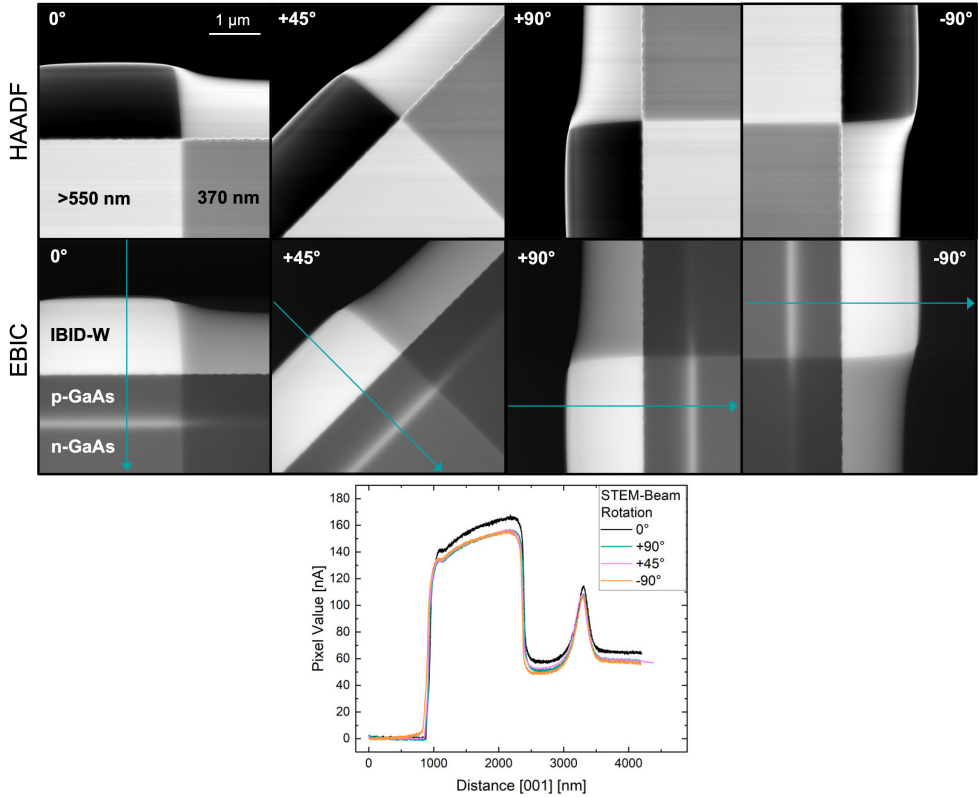 HAADF
0°
1 µm
+45°
+90°
-90°
>550 nm
370 nm
EBIC
0°
+45°
+90°
-90°
IBID-W
p-GaAs
n-GaAs
STEM-Beam
Rotation
0°
+90°
+45°
-90°
Pixel Value [nA]
180
160
140
120
100
80
60
40
20
0
0 1000 2000 3000 4000
Distance [001] [nm]